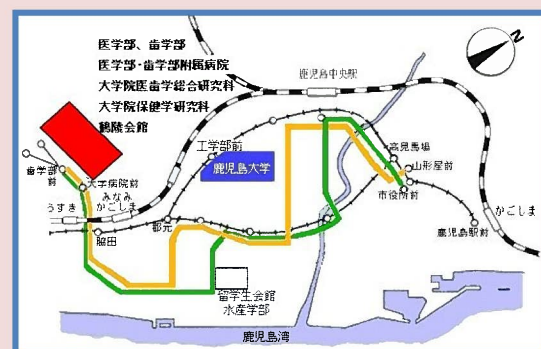 医学部、歯学部
医学部・歯学部附属病院
大学院医歯学総合研究科
大学院保健学研究科
鶴陵会館
鹿児島中央駅
工学部前
鹿児島大学
高見馬場
山形屋前
市役所前
かごしま
鹿児島駅前
歯学部前
大学病院前
みなみ
かごしま
うすき
脇田
郡元
留学生会館
水産学部
鹿児島湾